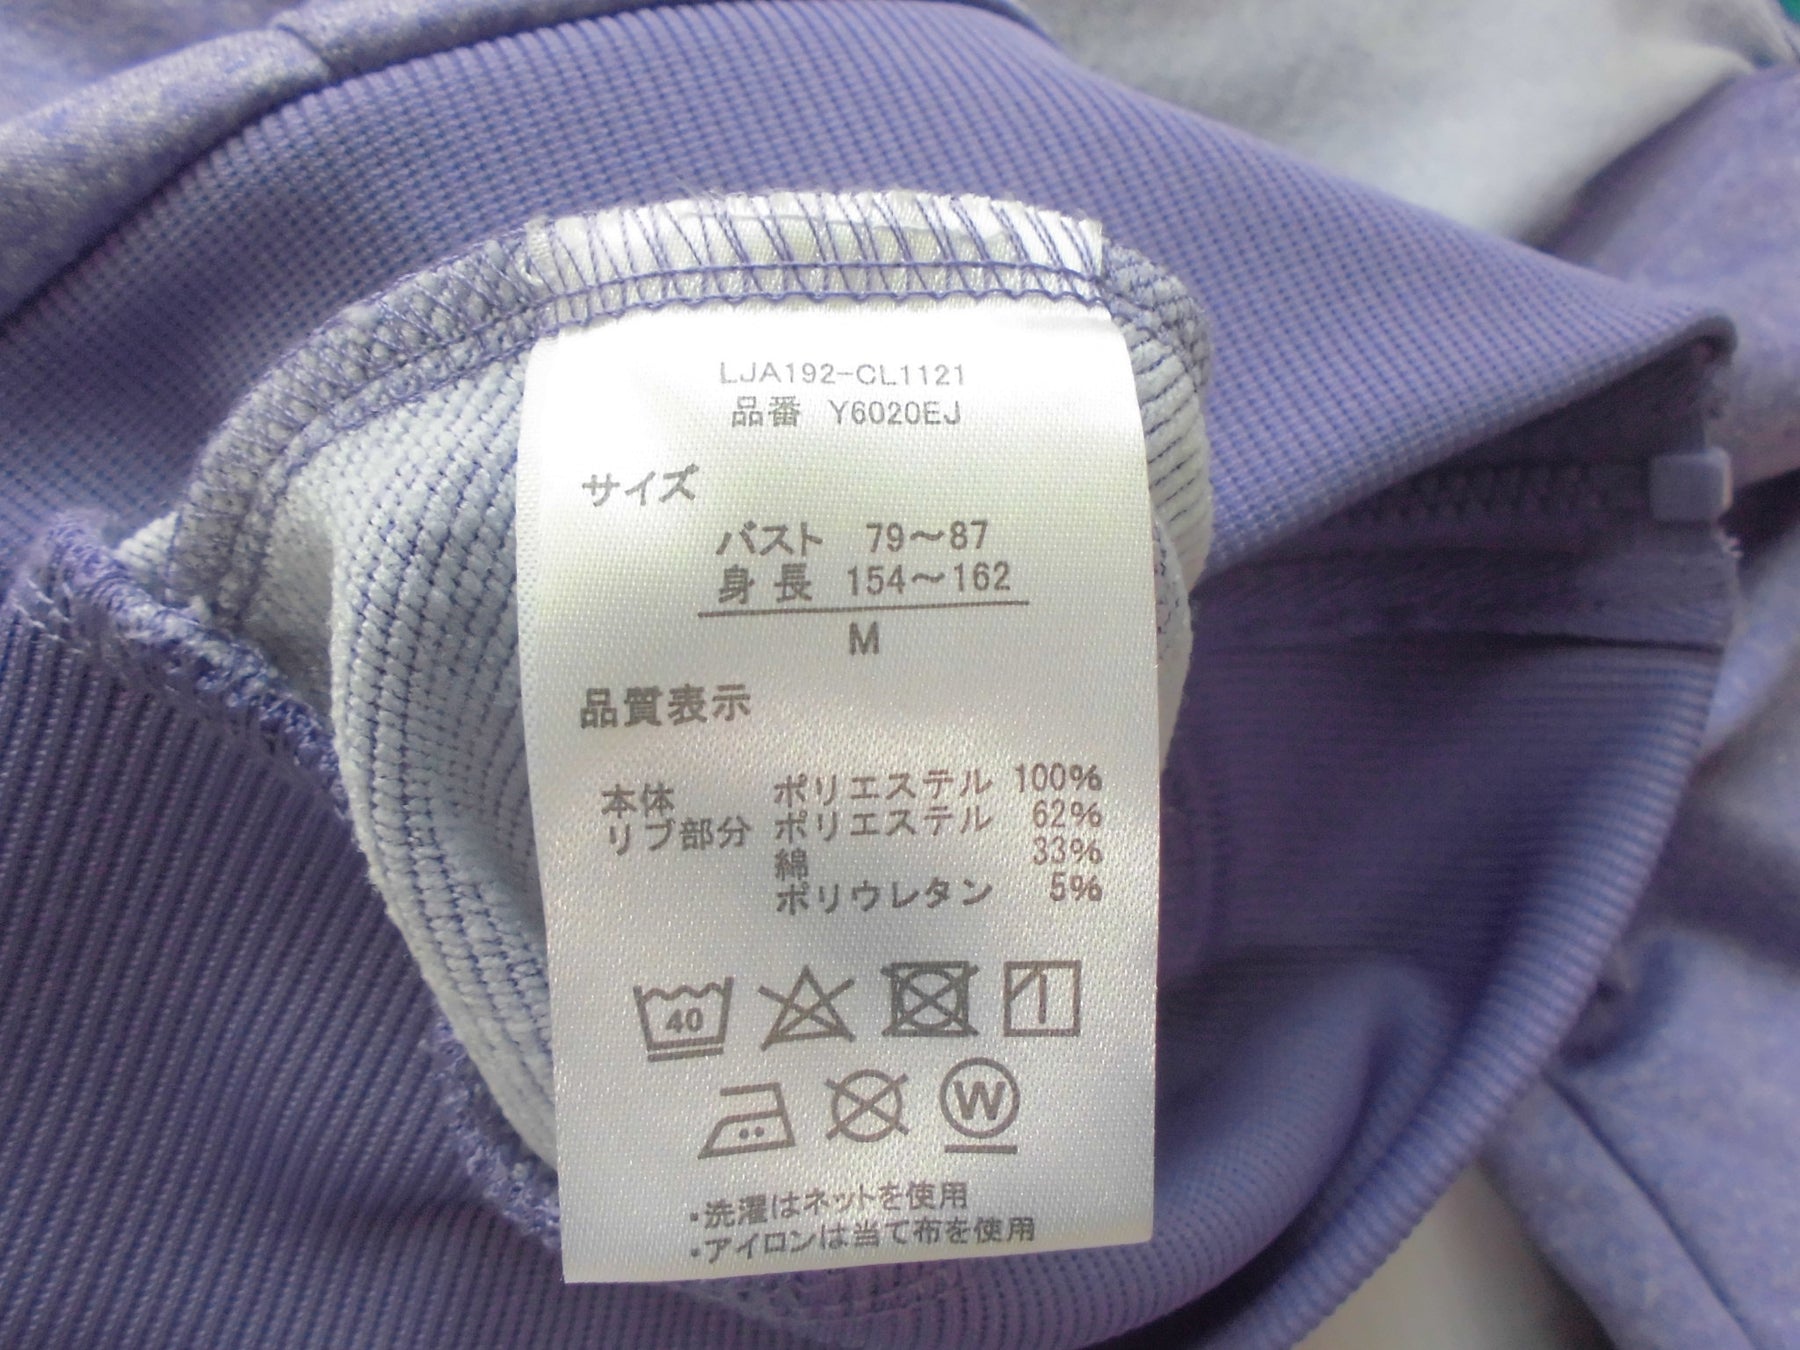 LJA192-CL1121
品番 Y6020EJ
サイズ
バスト 79～87
身長 154～162
M
品質表示
本体 ポリエステル 100%
リブ部分 ポリエステル 62%
綿 33%
ポリウレタン 5%
40
W
・洗濯はネットを使用
・アイロンは当て布を使用